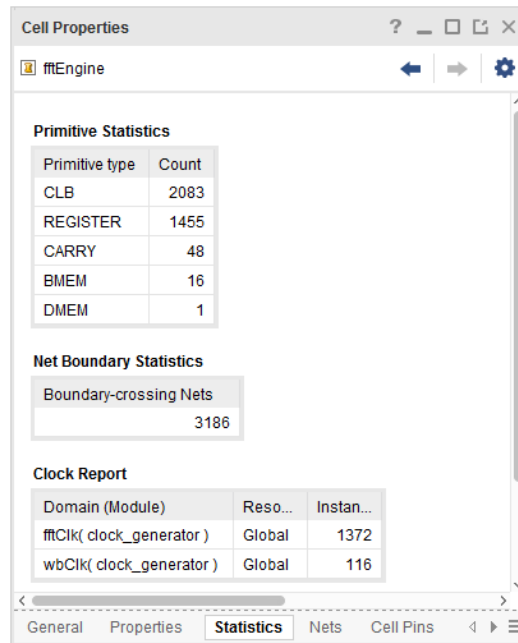 Cell Properties
fftEngine
Primitive Statistics
Primitive type Count
CLB 2083
REGISTER 1455
CARRY 48
BMEM 16
DMEM 1
Net Boundary Statistics
Boundary-crossing Nets
3186
Clock Report
Domain (Module) Reso... Instan...
fftClk( clock_generator ) Global 1372
wbClk( clock_generator ) Global 116
General Properties Statistics Nets Cell Pins